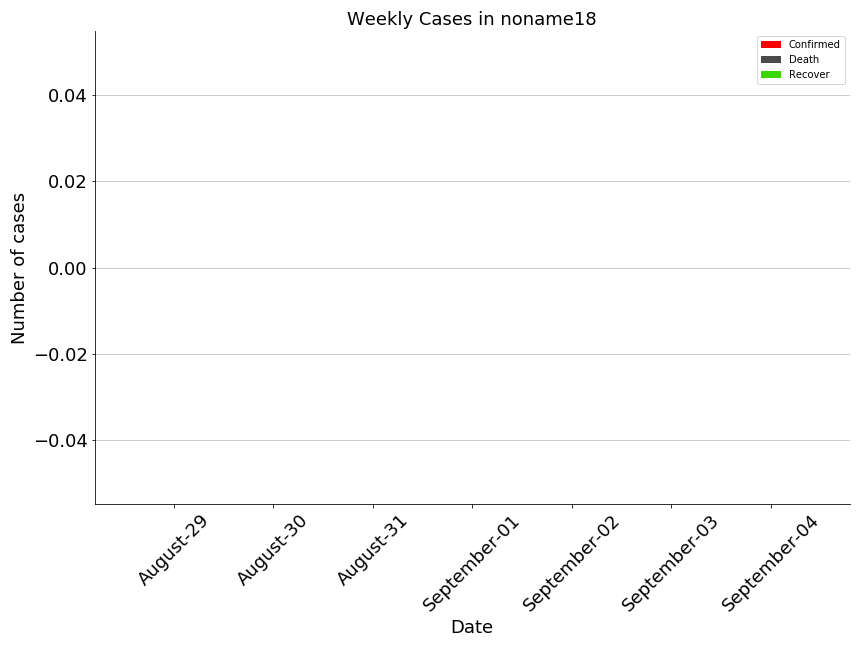 Weekly Cases in noname18
Confirmed
Death
Recover
Number of cases
0.04
0.02
0.00
−0.02
−0.04
August-29
August-30
August-31
September-01
September-02
September-03
September-04
Date